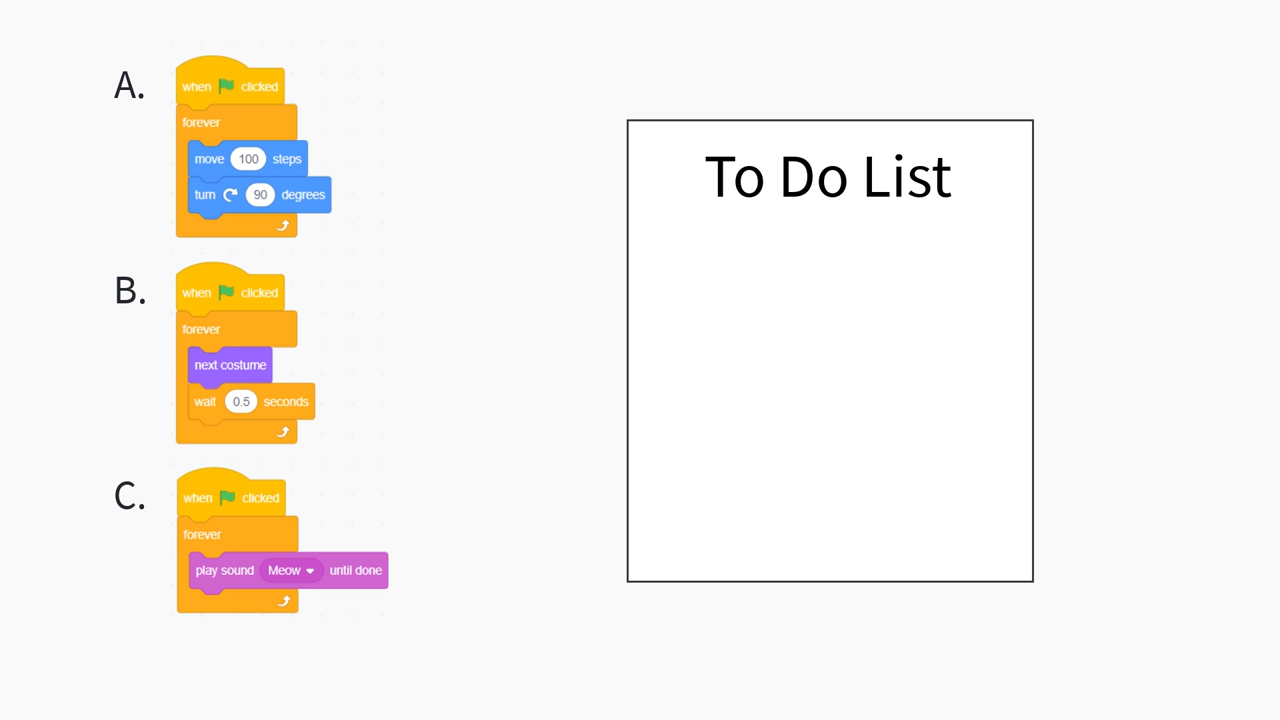 A.
when clicked
forever
move 100 steps
turn 90 degrees
B.
when clicked
forever
next costume
wait 0.5 seconds
C.
when clicked
forever
play sound Meow until done
To Do List